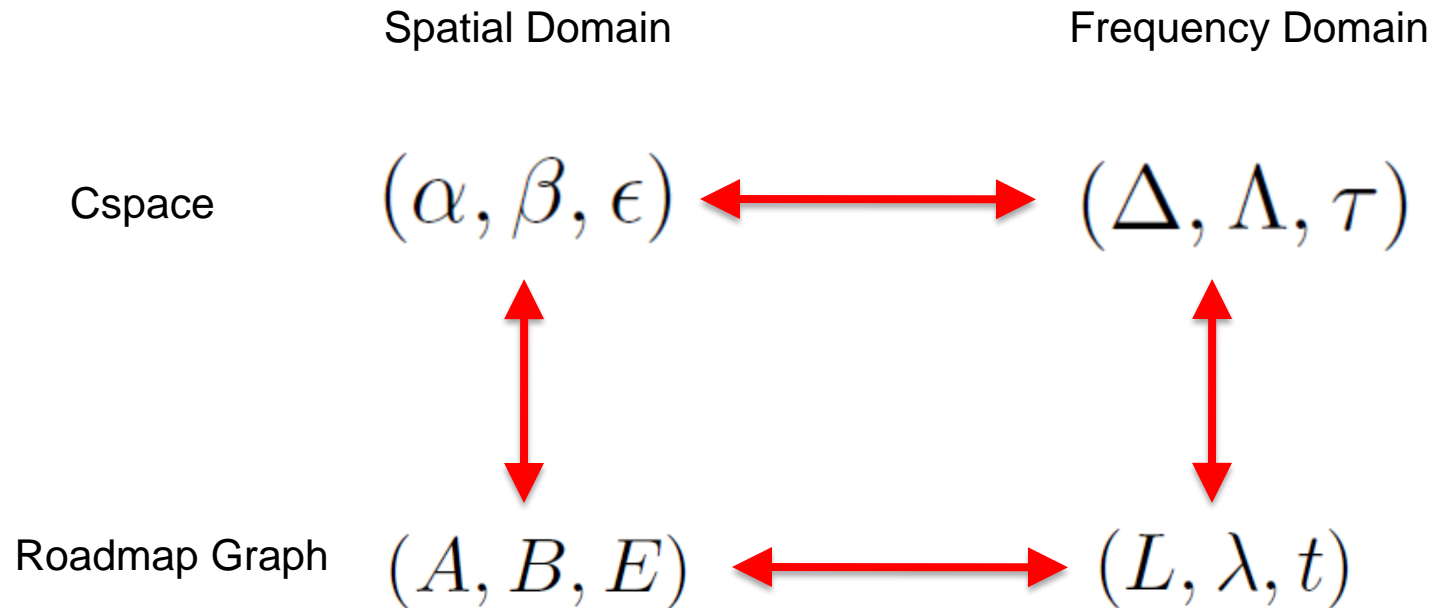 Spatial Domain Frequency Domain
Cspace (α, β, ϵ) (Δ, Λ, τ)
Roadmap Graph (A, B, E) (L, λ, t)